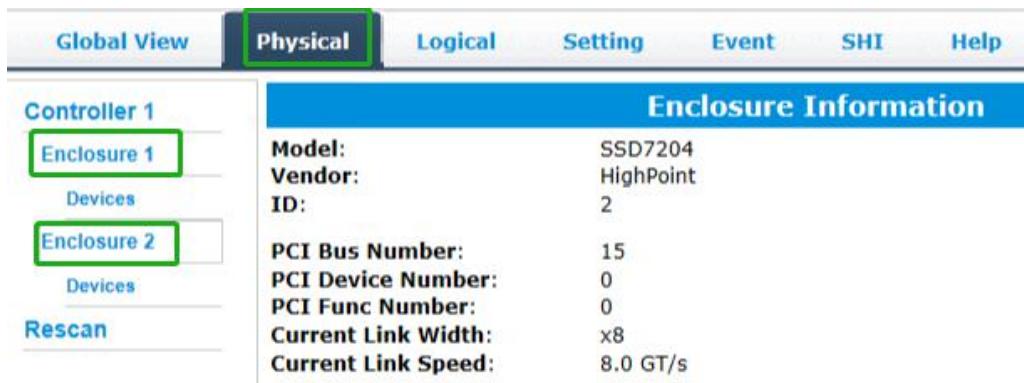 Global View Physical Logical Setting Event SHI Help
Controller 1
Enclosure 1
Devices
Enclosure 2
Devices
Rescan
Enclosure Information
Model: SSD7204
Vendor: HighPoint
ID: 2
PCI Bus Number: 15
PCI Device Number: 0
PCI Func Number: 0
Current Link Width: x8
Current Link Speed: 8.0 GT/s